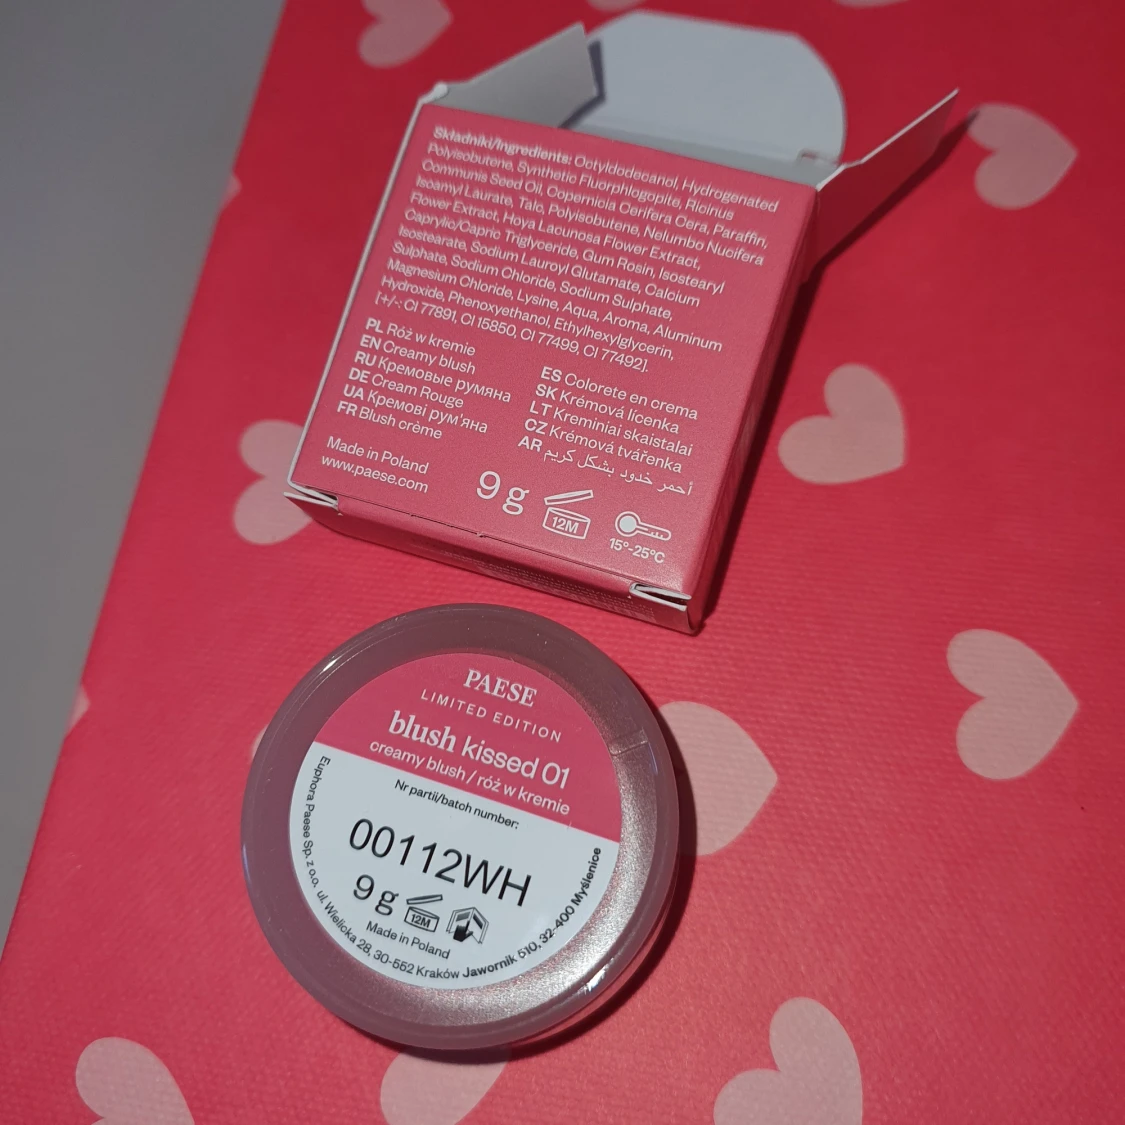 Składniki/Ingredients: Octyldodecanol, Hydrogenated
Polyisobutene, Synthetic Fluorphlogopite, Ricinus
Communis Seed Oil, Copernicia Cerifera Cera, Paraffin,
Isoamyl Laurate, Talc, Polyisobutene, Nelumbo Nucifera
Flower Extract, Hoya Lacunosa Flower Extract,
Caprylic/Capric Triglyceride, Gum Rosin, Isostearyl
Isostearate, Sodium Lauroyl Glutamate, Calcium
Sulphate, Sodium Chloride, Sodium Sulphate,
Magnesium Chloride, Lysine, Aqua, Aroma, Aluminum
Hydroxide, Phenoxyethanol, Ethylhexylglycerin,
[+/-: CI 77891, CI 15850, CI 77499, CI 77492].
PL Róż w kremie
EN Creamy blush
RU Кремовые румяна
DE Cream Rouge
UA Кремові рум'яна
FR Blush crème
ES Colorete en crema
SK Krémová lícenka
LT Kreminiai skaistalai
CZ Krémová tvářenka
AR أحمر خدود بشكل كريم
Made in Poland
www.paese.com
9 g
12M
15°-25°C
PAESE
LIMITED EDITION
blush kissed 01
creamy blush / róż w kremie
Nr partii/batch number:
00112WH
9 g
12M
Made in Poland
Euphora Paese Sp. z o.o. ul. Wielicka 28, 30-552 Kraków Jawornik 510, 32-400 Myślenice